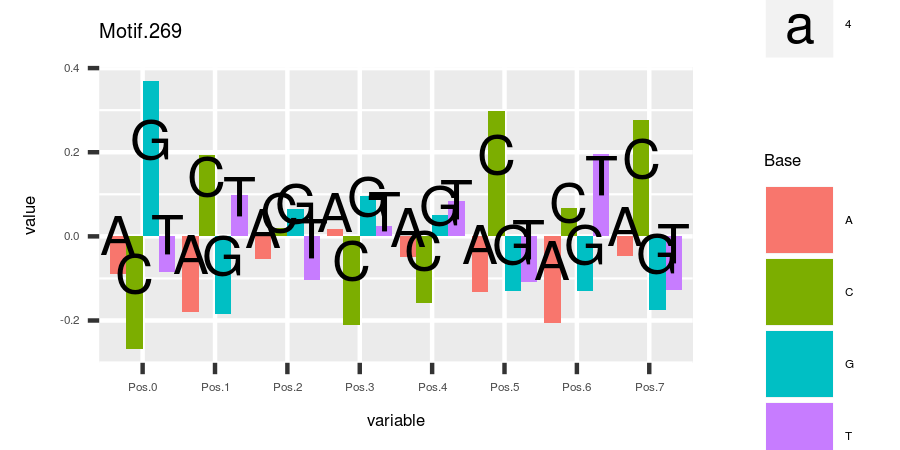 Motif.269
a 4
0.4
0.2
0.0
-0.2
value
A C G T A C G T A C G T A C G T A C G T A C G T A C G T A C G T
Pos.0 Pos.1 Pos.2 Pos.3 Pos.4 Pos.5 Pos.6 Pos.7
variable
Base
A
C
G
T